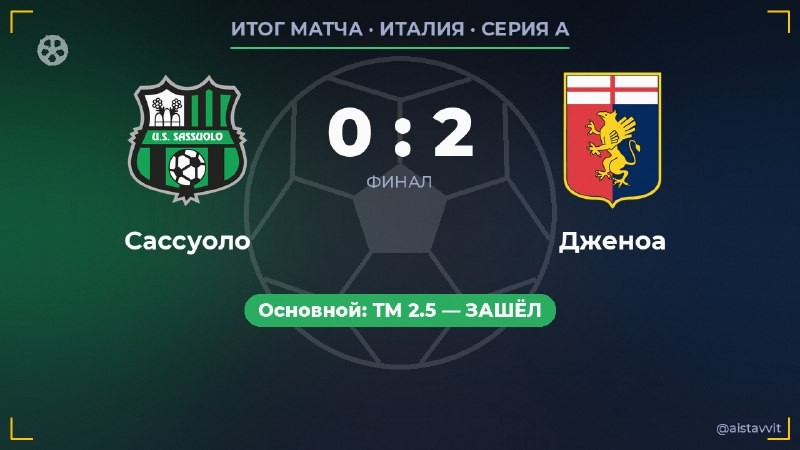 ИТОГ МАТЧА · ИТАЛИЯ · СЕРИЯ А
U.S. SASSUOLO
0 : 2
ФИНАЛ
Сассуоло
Дженоа
Основной: ТМ 2.5 — ЗАШЁЛ
@aistavvit